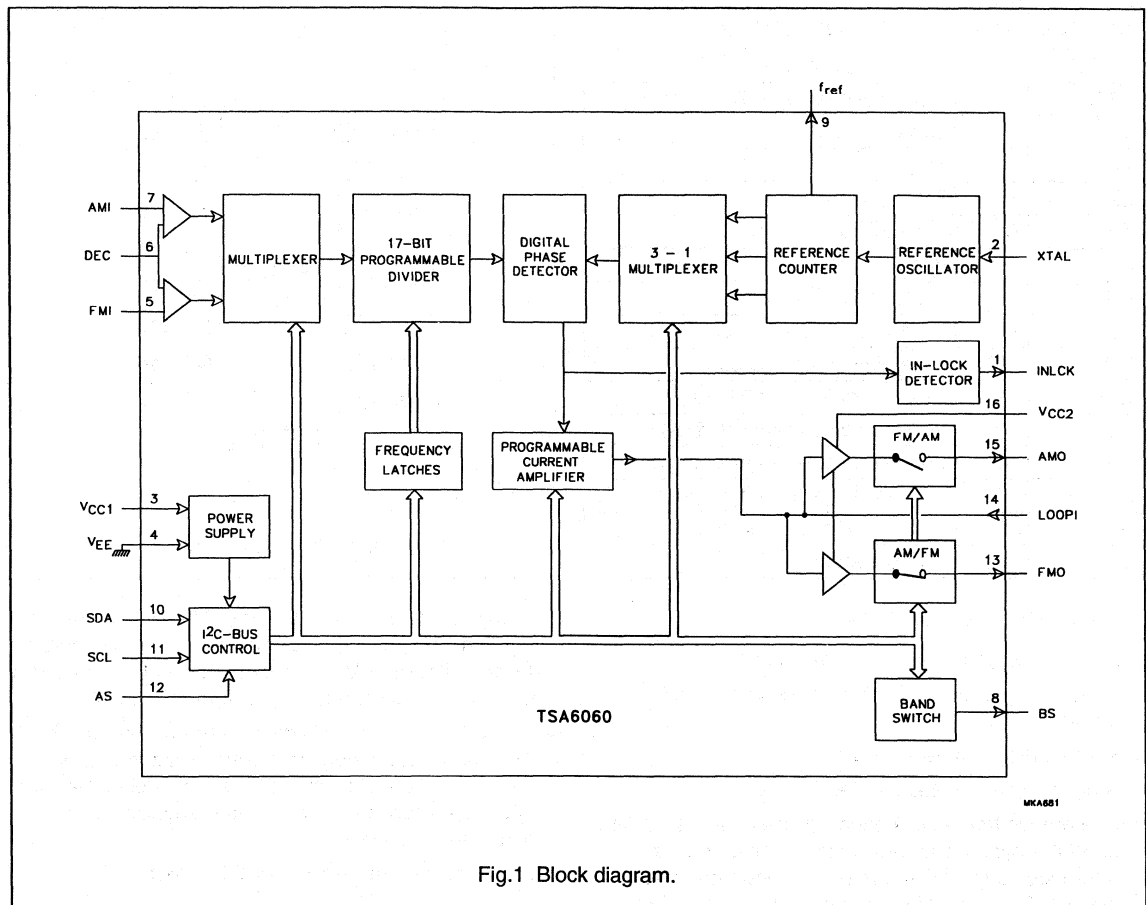 fref
9
AMI
7
DEC
6
FMI
5
MULTIPLEXER
17-BIT
PROGRAMMABLE
DIVIDER
DIGITAL
PHASE
DETECTOR
3 - 1
MULTIPLEXER
REFERENCE
COUNTER
REFERENCE
OSCILLATOR
2
XTAL
IN-LOCK
DETECTOR
1
INLCK
16
VCC2
FREQUENCY
LATCHES
PROGRAMMABLE
CURRENT
AMPLIFIER
FM/AM
15
AMO
14
LOOPI
AM/FM
13
FMO
VCC1
3
VEE
4
POWER
SUPPLY
SDA
10
SCL
11
AS
12
I²C-BUS
CONTROL
TSA6060
BAND
SWITCH
8
BS
MKA681
Fig.1 Block diagram.